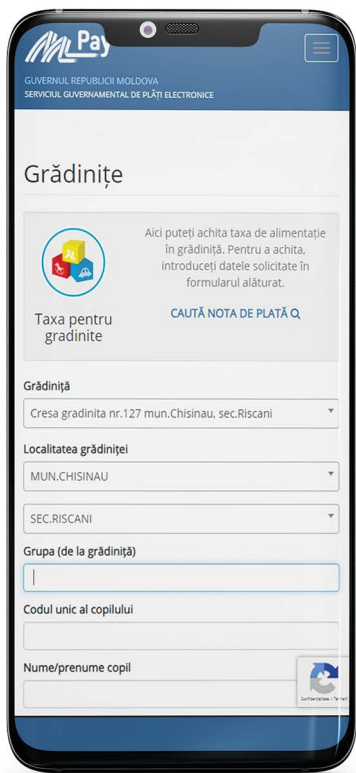 Pay
GUVERNUL REPUBLICII MOLDOVA
SERVICIUL GUVERNAMENTAL DE PLĂȚI ELECTRONICE
Grădinițe
Aici puteți achita taxa de alimentație
în grădiniță. Pentru a achita,
introduceți datele solicitate în
formularul alăturat.
CAUTĂ NOTA DE PLATĂ
Taxa pentru
gradinite
Grădiniță
Cresa gradinita nr.127 mun.Chisinau, sec.Riscani
Localitatea grădiniței
MUN.CHISINAU
SEC.RISCANI
Grupa (de la grădiniță)
Codul unic al copilului
Nume/prenume copil
Confidențialitate -